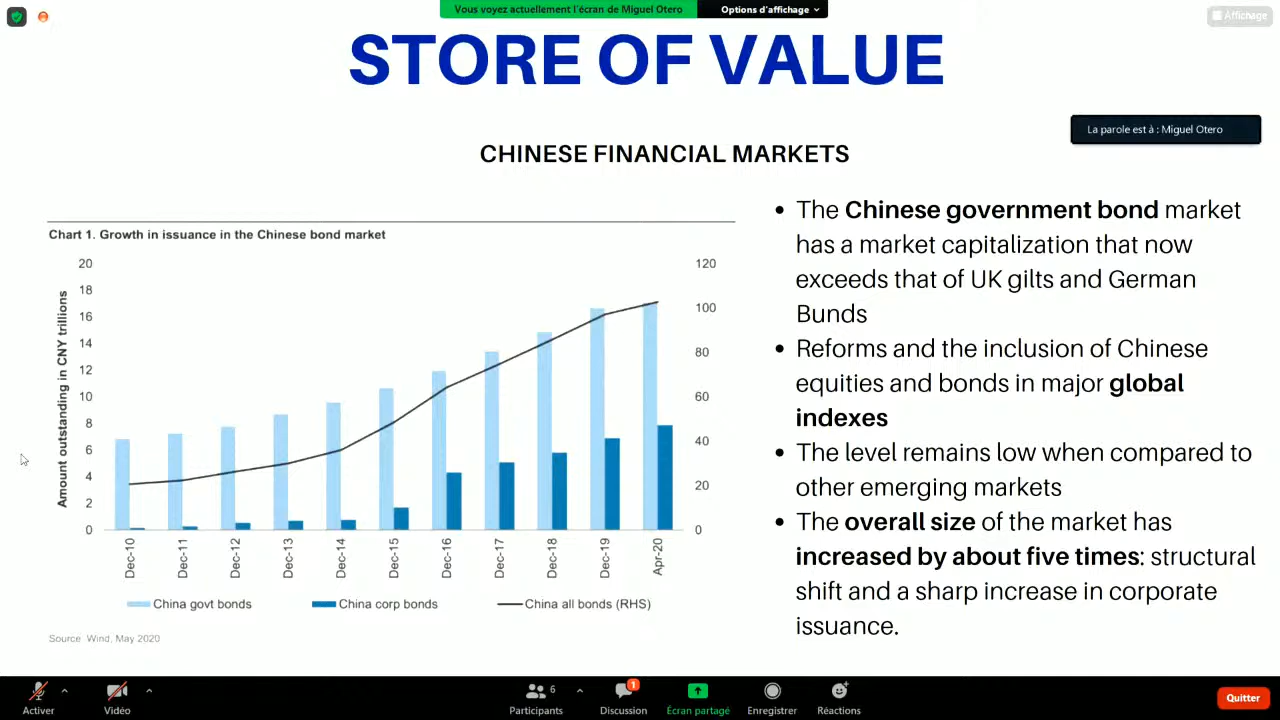 Vous voyez actuellement l'écran de Miguel Otero
Options d'affichage
Affichage
STORE OF VALUE
La parole est à : Miguel Otero
CHINESE FINANCIAL MARKETS
Chart 1. Growth in issuance in the Chinese bond market
Amount outstanding in CNY trillions
20
18
16
14
12
10
8
6
4
2
0
120
100
80
60
40
20
0
Dec-10
Dec-11
Dec-12
Dec-13
Dec-14
Dec-15
Dec-16
Dec-17
Dec-18
Dec-19
Apr-20
China govt bonds
China corp bonds
China all bonds (RHS)
Source Wind, May 2020
• The Chinese government bond market
has a market capitalization that now
exceeds that of UK gilts and German
Bunds
• Reforms and the inclusion of Chinese
equities and bonds in major global
indexes
• The level remains low when compared to
other emerging markets
• The overall size of the market has
increased by about five times: structural
shift and a sharp increase in corporate
issuance.
Activer
Vidéo
6
Participants
1
Discussion
Écran partagé
Enregistrer
Réactions
Quitter